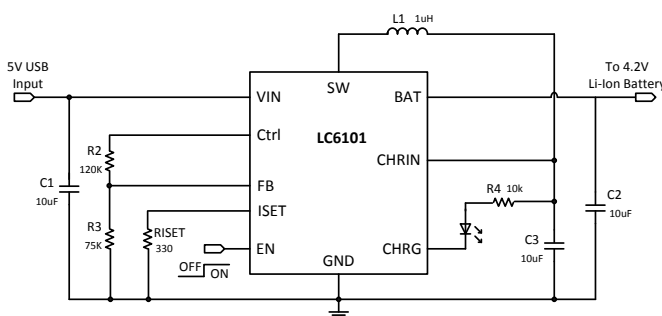 L1 1uH
5V USB
Input
To 4.2V
Li-Ion Battery
SW
VIN
BAT
Ctrl
LC6101
R2
120K
CHRIN
C1
10uF
FB
R4 10k
ISET
C2
10uF
R3
75K
RISET
330
EN
CHRG
C3
10uF
OFF
ON
GND